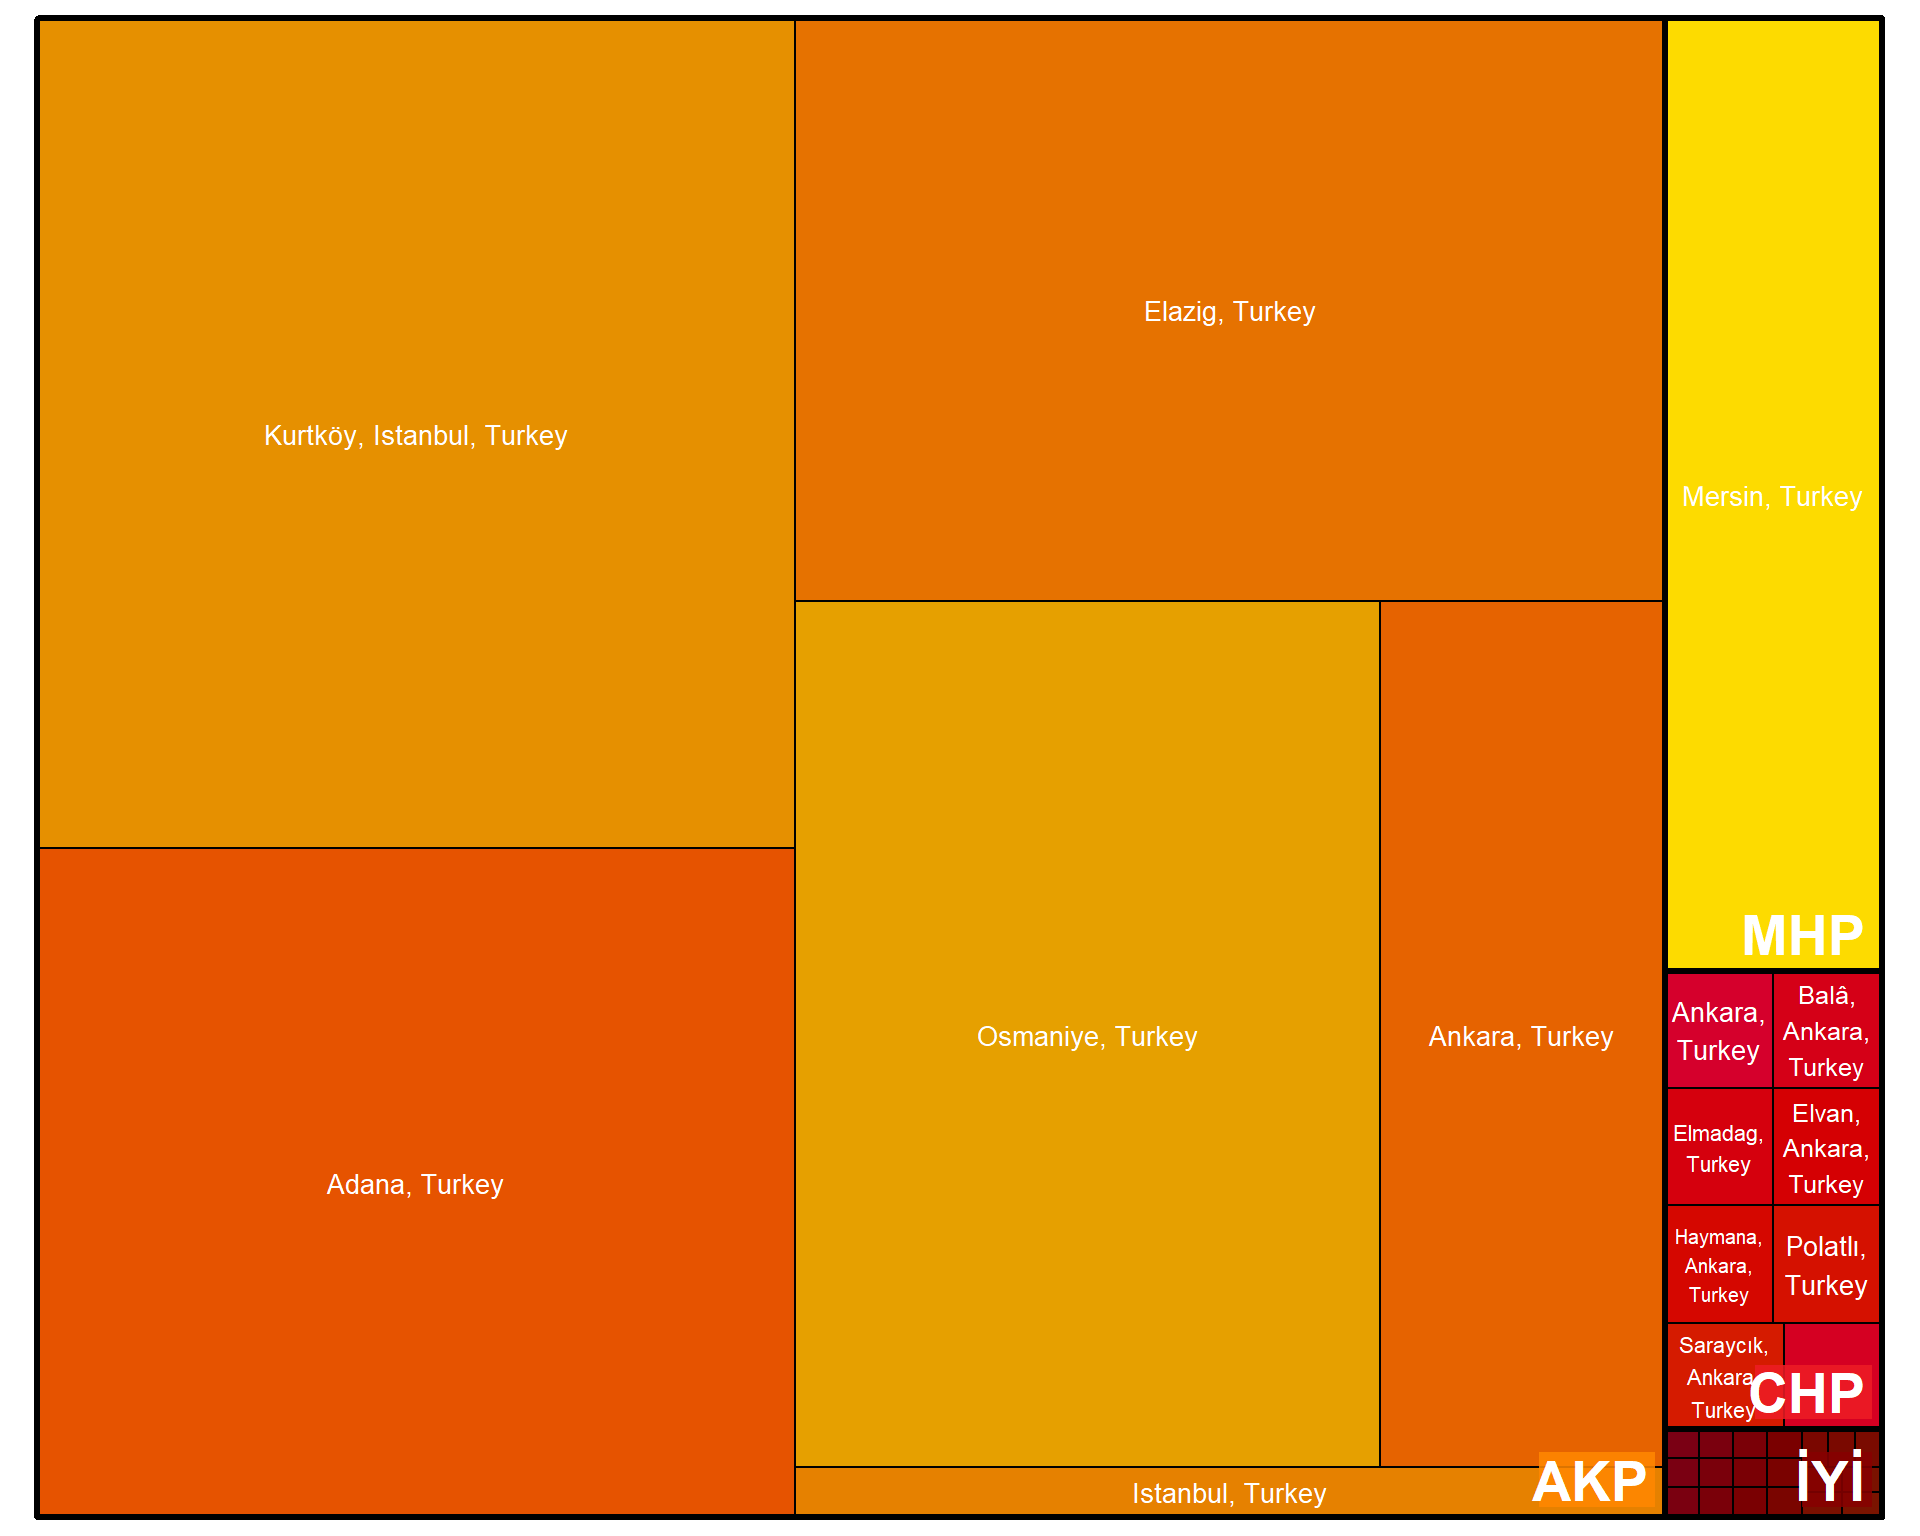 Kurtköy, Istanbul, Turkey
Adana, Turkey
Elazig, Turkey
Osmaniye, Turkey
Ankara, Turkey
Istanbul, Turkey
AKP
Mersin, Turkey
MHP
Ankara,
Turkey
Balâ,
Ankara,
Turkey
Elmadag,
Turkey
Elvan,
Ankara,
Turkey
Haymana,
Ankara,
Turkey
Polatlı,
Turkey
Saraycık,
Ankara,
Turkey
CHP
İYİ